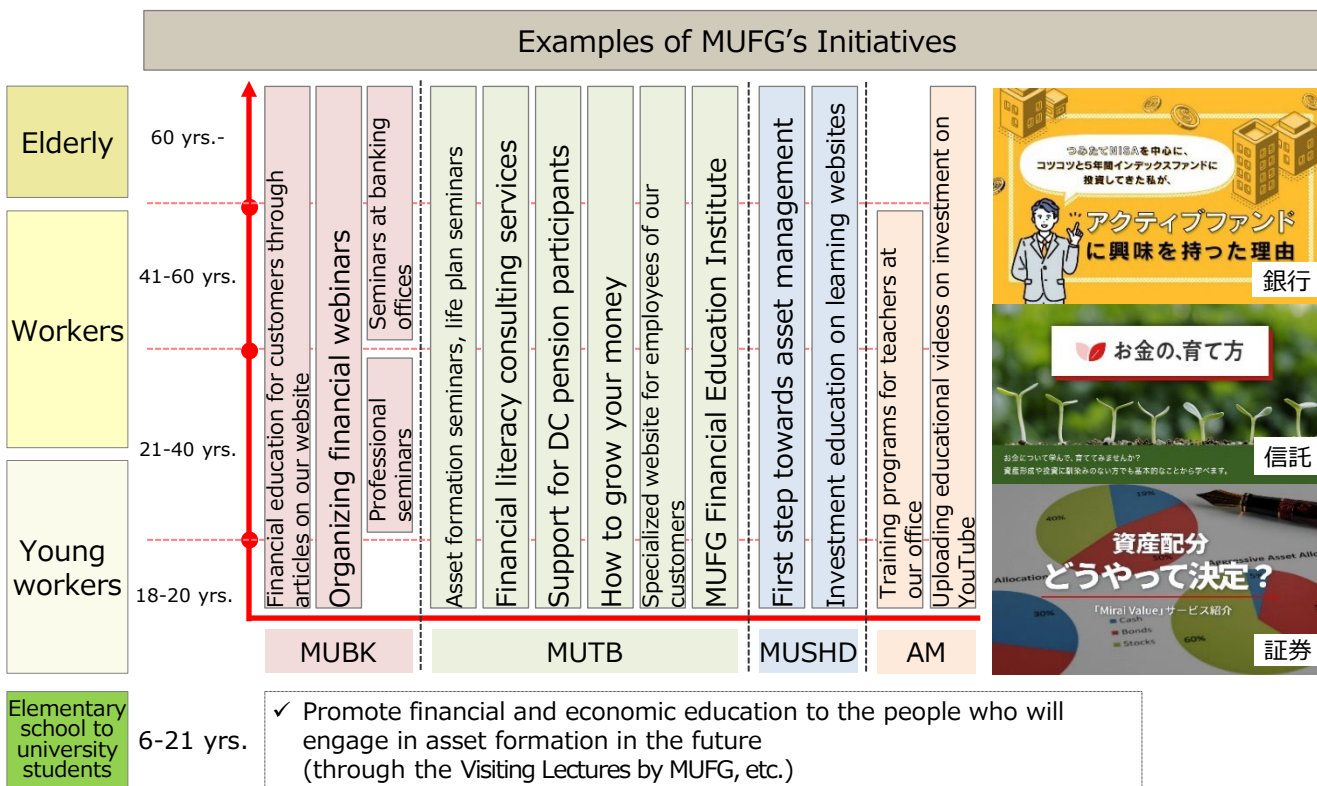 Examples of MUFG's Initiatives
Elderly
Workers
Young
workers
60 yrs.-
41-60 yrs.
21-40 yrs.
18-20 yrs.
Financial education for customers through
articles on our website
Organizing financial webinars
Seminars at banking
offices
Professional
seminars
Asset formation seminars, life plan seminars
Financial literacy consulting services
Support for DC pension participants
How to grow your money
Specialized website for employees of our
customers
MUFG Financial Education Institute
First step towards asset management
Investment education on learning websites
Training programs for teachers at
our office
Uploading educational videos on investment on
YouTube
MUBK
MUTB
MUSHD
AM
つみたてNISAを中心に、
コツコツと5年間インデックスファンドに
投資してきた私が、
アクティブファンド
に興味を持った理由
銀行
お金の、育て方
お金について学んで、育ててみませんか?
資産形成や投資に馴染みのない方でも基本的なことから学べます。
信託
19%
40%
50%
資産配分
Allocation
どうやって決定?
「Mirai Value」サービス紹介
30%
60%
Cash
Bonds
Stocks
証券
Elementary
school to
university
students
6-21 yrs.
✓ Promote financial and economic education to the people who will
engage in asset formation in the future
(through the Visiting Lectures by MUFG, etc.)